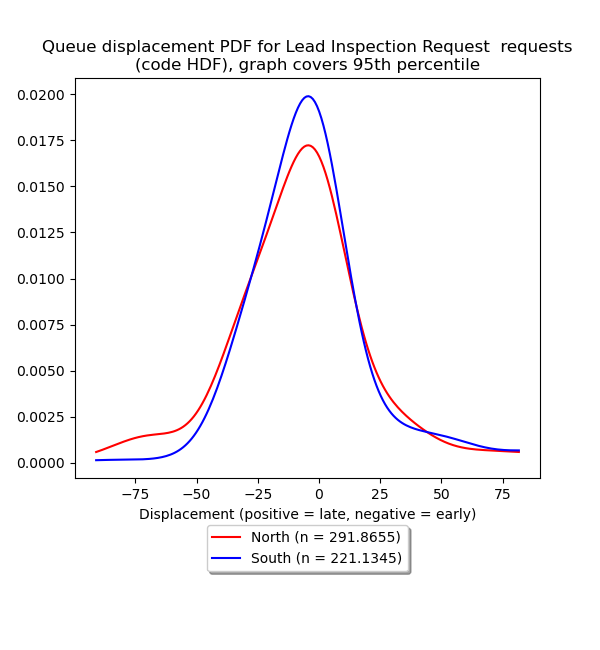 Queue displacement PDF for Lead Inspection Request  requests
(code HDF), graph covers 95th percentile
0.0200
0.0175
0.0150
0.0125
0.0100
0.0075
0.0050
0.0025
0.0000
−75 −50 −25 0 25 50 75
Displacement (positive = late, negative = early)
North (n = 291.8655)
South (n = 221.1345)